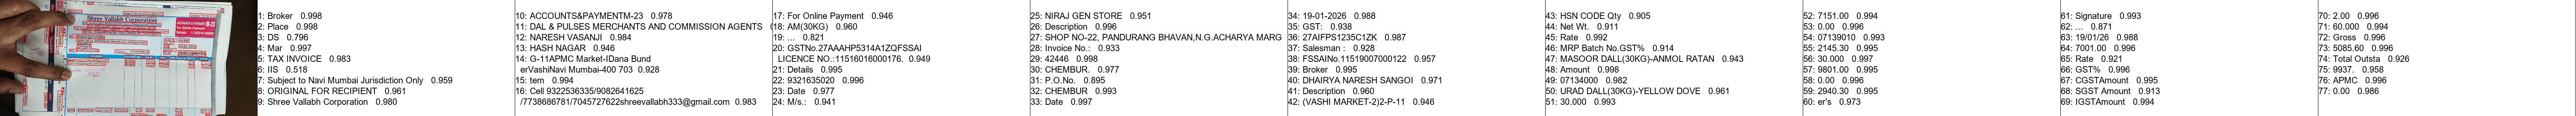 Shree Vallabh Corporation
1: Broker 0.998
2: Place 0.998
3: DS 0.796
4: Mar 0.997
5: TAX INVOICE 0.983
6: IIS 0.518
7: Subject to Navi Mumbai Jurisdiction Only 0.959
8: ORIGINAL FOR RECIPIENT 0.961
9: Shree Vallabh Corporation 0.980
10: ACCOUNTS&PAYMENTM-23 0.978
11: DAL & PULSES MERCHANTS AND COMMISSION AGENTS
12: NARESH VASANJI 0.984
13: HASH NAGAR 0.946
14: G-11APMC Market-IDana Bund
erVashiNavi Mumbai-400 703 0.928
15: tem 0.994
16: Cell 9322536335/9082641625
/7738686781/7045727622shreevallabh333@gmail.com 0.983
17: For Online Payment 0.946
18: AM(30KG) 0.960
19: ... 0.821
20: GSTNo.27AAAHP5314A1ZQFSSAI
LICENCE NO.:11516016000176. 0.949
21: Details 0.995
22: 9321635020 0.996
23: Date 0.977
24: M/s.: 0.941
25: NIRAJ GEN STORE 0.951
26: Description 0.996
27: SHOP NO-22, PANDURANG BHAVAN,N.G.ACHARYA MARG
28: Invoice No.: 0.933
29: 42446 0.998
30: CHEMBUR. 0.977
31: P.O.No. 0.895
32: CHEMBUR 0.993
33: Date 0.997
34: 19-01-2026 0.988
35: GST: 0.938
36: 27AIFPS1235C1ZK 0.987
37: Salesman : 0.928
38: FSSAINo.11519007000122 0.957
39: Broker 0.995
40: DHAIRYA NARESH SANGOI 0.971
41: Description 0.960
42: (VASHI MARKET-2)2-P-11 0.946
43: HSN CODE Qty 0.905
44: Net Wt. 0.911
45: Rate 0.992
46: MRP Batch No.GST% 0.914
47: MASOOR DALL(30KG)-ANMOL RATAN 0.943
48: Amount 0.998
49: 07134000 0.982
50: URAD DALL(30KG)-YELLOW DOVE 0.961
51: 30.000 0.993
52: 7151.00 0.994
53: 0.00 0.996
54: 07139010 0.993
55: 2145.30 0.995
56: 30.000 0.997
57: 9801.00 0.995
58: 0.00 0.996
59: 2940.30 0.995
60: er's 0.973
61: Signature 0.993
62: ... 0.871
63: 19/01/26 0.988
64: 7001.00 0.996
65: Rate 0.921
66: GST% 0.996
67: CGSTAmount 0.995
68: SGST Amount 0.913
69: IGSTAmount 0.994
70: 2.00 0.996
71: 60.000 0.994
72: Gross 0.996
73: 5085.60 0.996
74: Total Outsta 0.926
75: 9937. 0.958
76: APMC 0.996
77: 0.00 0.986